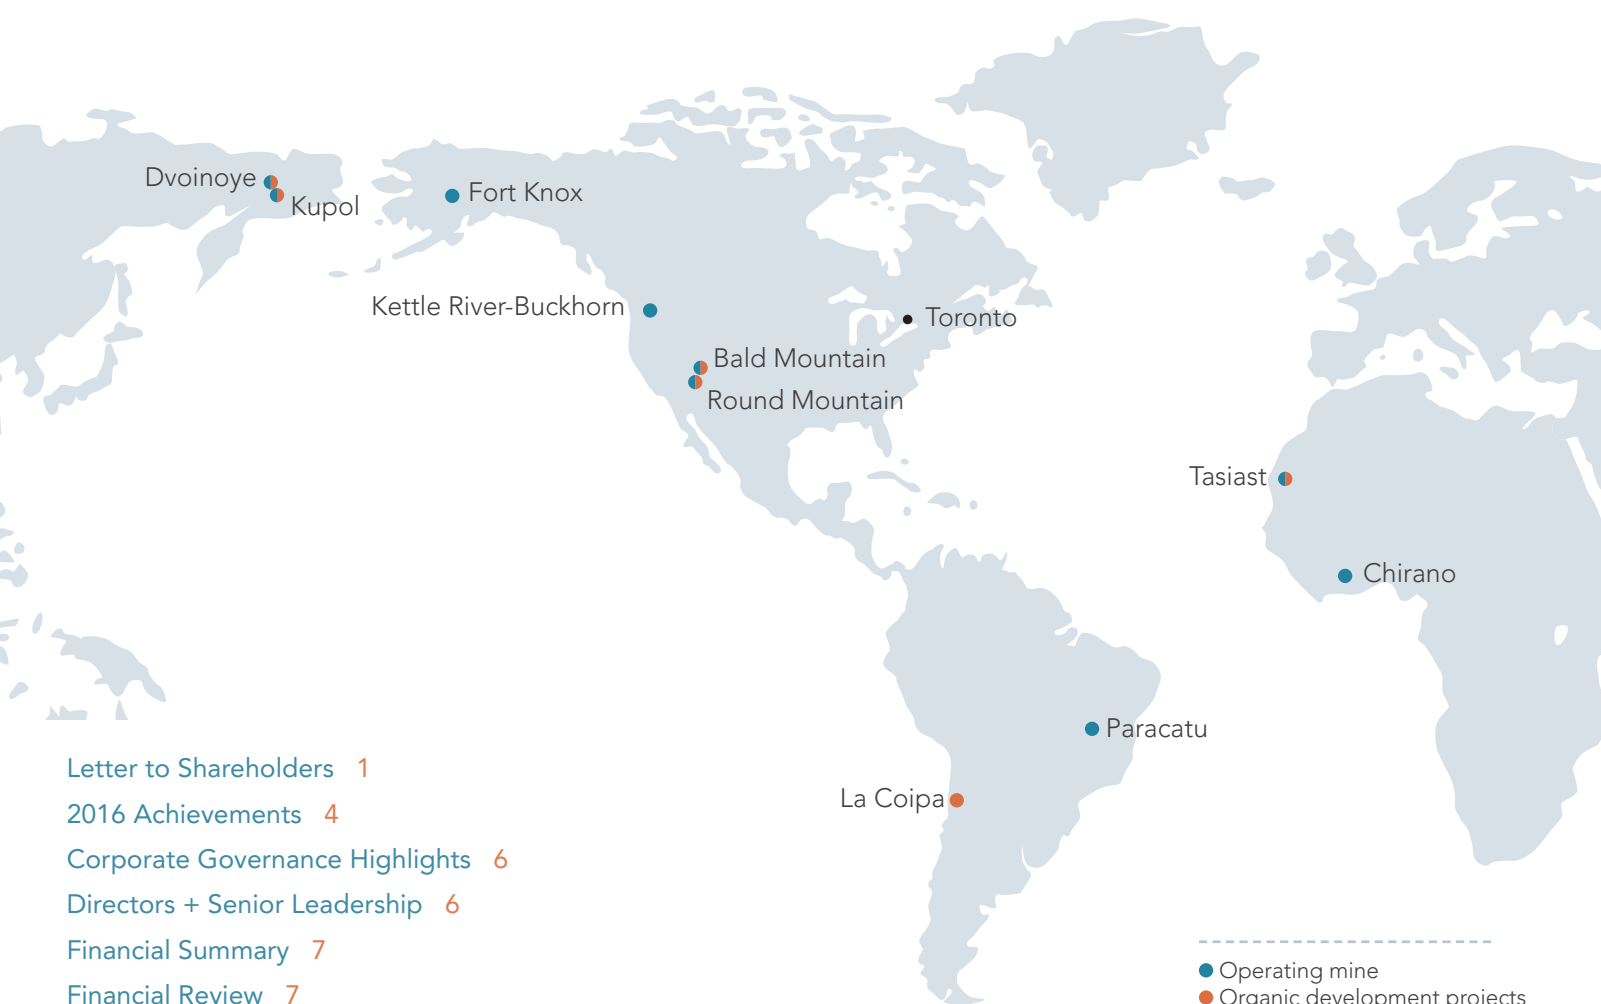 Dvoinoye
Kupol
Fort Knox
Kettle River-Buckhorn
Toronto
Bald Mountain
Round Mountain
Tasiast
Chirano
Paracatu
La Coipa
Letter to Shareholders 1
2016 Achievements 4
Corporate Governance Highlights 6
Directors + Senior Leadership 6
Financial Summary 7
Financial Review 7
Operating mine
Organic development projects